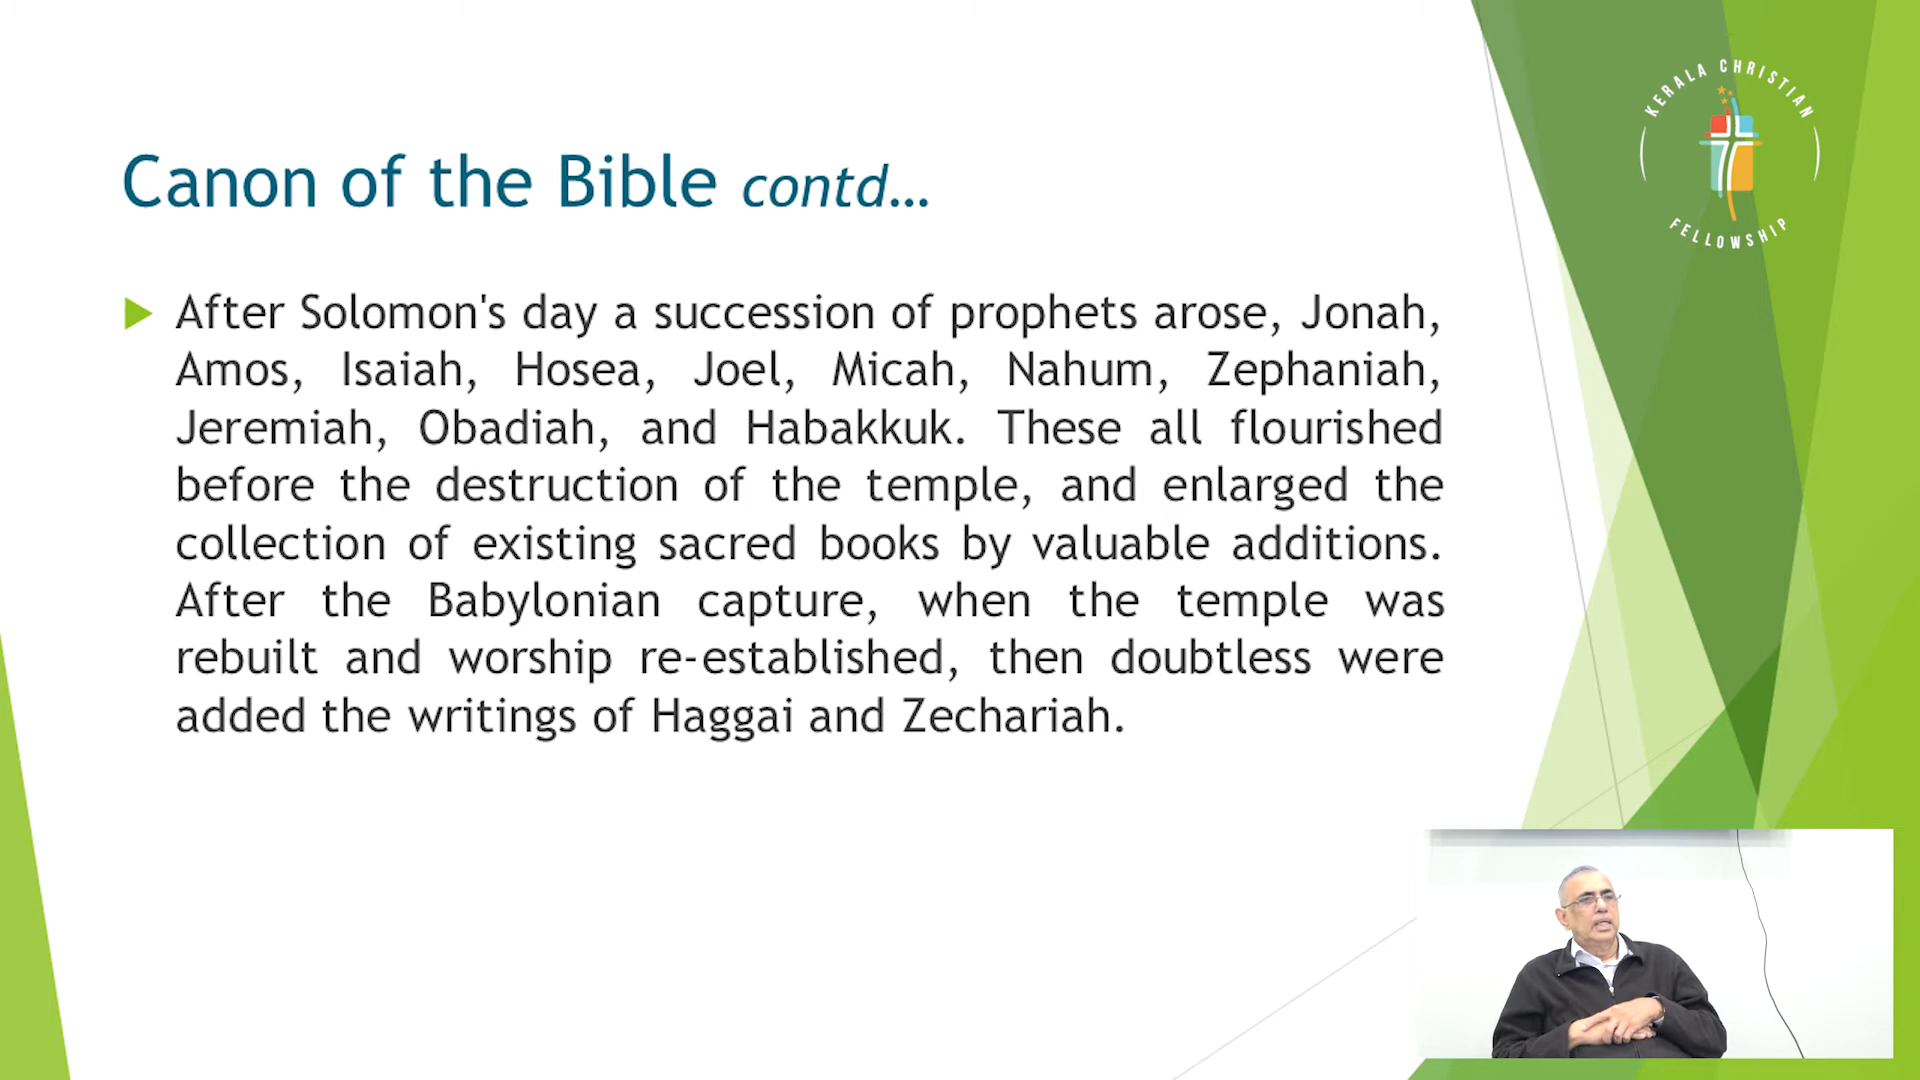 KERALA CHRISTIAN
FELLOWSHIP
Canon of the Bible contd...
After Solomon's day a succession of prophets arose, Jonah,
Amos, Isaiah, Hosea, Joel, Micah, Nahum, Zephaniah,
Jeremiah, Obadiah, and Habakkuk. These all flourished
before the destruction of the temple, and enlarged the
collection of existing sacred books by valuable additions.
After the Babylonian capture, when the temple was
rebuilt and worship re-established, then doubtless were
added the writings of Haggai and Zechariah.